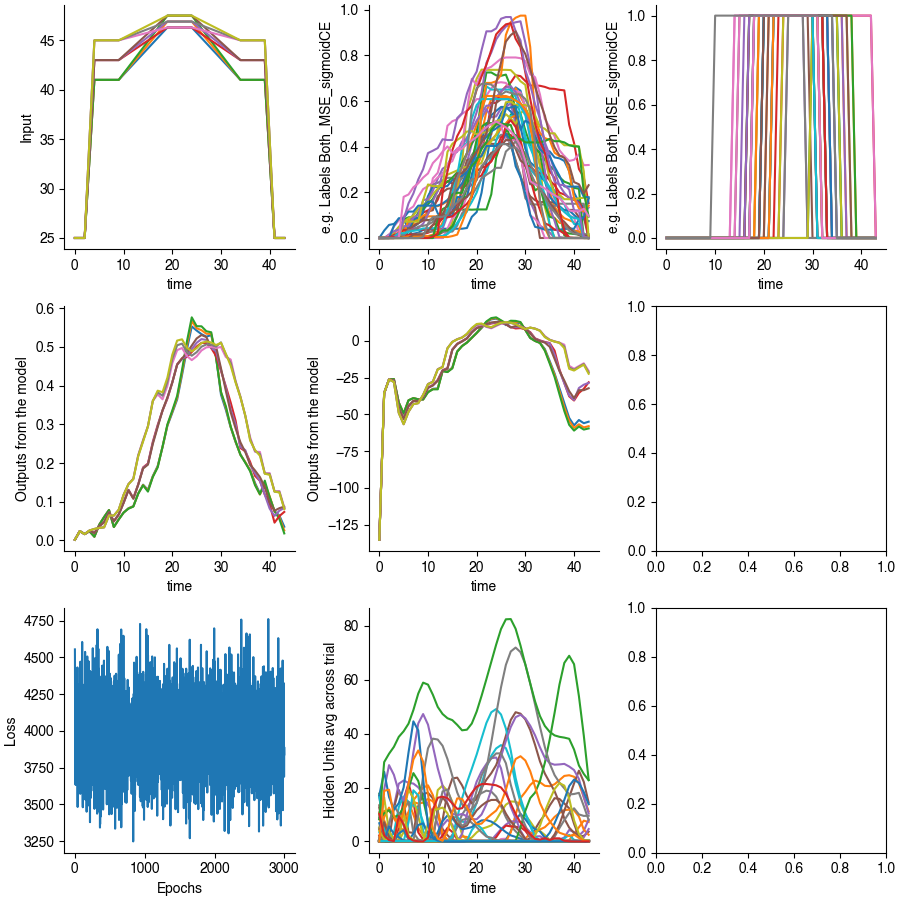 45
40
35
30
25
Input
0 10 20 30 40
time
1.0
0.8
0.6
0.4
0.2
0.0
e.g. Labels Both_MSE_sigmoidCE
0 10 20 30 40
time
1.0
0.8
0.6
0.4
0.2
0.0
e.g. Labels Both_MSE_sigmoidCE
0 10 20 30 40
time
0.6
0.5
0.4
0.3
0.2
0.1
0.0
Outputs from the model
0 10 20 30 40
time
0
−25
−50
−75
−100
−125
Outputs from the model
0 10 20 30 40
time
1.0
0.8
0.6
0.4
0.2
0.0
0.0 0.2 0.4 0.6 0.8 1.0
4750
4500
4250
4000
3750
3500
3250
Loss
0 1000 2000 3000
Epochs
80
60
40
20
0
Hidden Units avg across trial
0 10 20 30 40
time
1.0
0.8
0.6
0.4
0.2
0.0
0.0 0.2 0.4 0.6 0.8 1.0